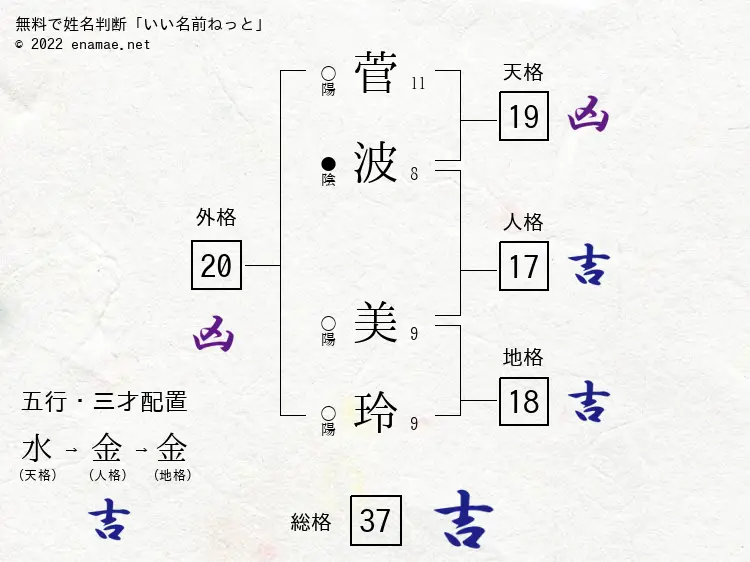 無料で姓名判断「いい名前ねっと」
© 2022 enamae.net
天格
19 凶
○陽 菅 11
●陰 波 8
外格
20
凶
人格
17 吉
○陽 美 9
地格
18 吉
○陽 玲 9
五行・三才配置
水 → 金 → 金
(天格) (人格) (地格)
吉
総格 37 吉